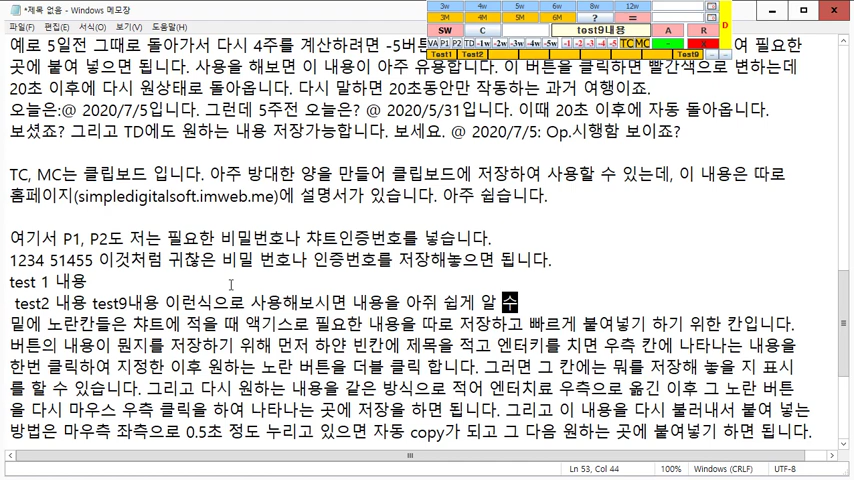 *제목 없음 - Windows 메모장
파일(F) 편집(E) 서식(O) 보기(V) 도움말(H)
3w 4w 6w 8w 12w
3M 4M 5M 6M ? =
SW C test9내용 A R
VA P1 P2 TD -1w -2w -3w -4w -5w -1 -2 -3 -4 -5 TC MC - X D
Test1 Test2 Test9
예로 5일전 그때로 돌아가서 다시 4주를 계산하려면 -5버튼 여 필요한
곳에 붙여 넣으면 됩니다. 사용을 해보면 이 내용이 아주 유용합니다. 이 버튼을 클릭하면 빨간색으로 변하는데
20초 이후에 다시 원상태로 돌아옵니다. 다시 말하면 20초동안만 작동하는 과거 여행이죠.
오늘은:@ 2020/7/5입니다. 그런데 5주전 오늘은? @ 2020/5/31입니다. 이때 20초 이후에 자동 돌아옵니다.
보셨죠? 그리고 TD에도 원하는 내용 저장가능합니다. 보세요. @ 2020/7/5: Op.시행함 보이죠?
TC, MC는 클립보드 입니다. 아주 방대한 양을 만들어 클립보드에 저장하여 사용할 수 있는데, 이 내용은 따로
홈페이지(simpledigitalsoft.imweb.me)에 설명서가 있습니다. 아주 쉽습니다.
여기서 P1, P2도 저는 필요한 비밀번호나 챠트인증번호를 넣습니다.
1234 51455 이것처럼 귀찮은 비밀 번호나 인증번호를 저장해놓으면 됩니다.
test 1 내용
test2 내용 test9내용 이런식으로 사용해보시면 내용을 아쥐 쉽게 알 수
밑에 노란칸들은 챠트에 적을 때 액기스로 필요한 내용을 따로 저장하고 빠르게 붙여넣기 하기 위한 칸입니다.
버튼의 내용이 뭔지를 저장하기 위해 먼저 하얀 빈칸에 제목을 적고 엔터키를 치면 우측 칸에 나타나는 내용을
한번 클릭하여 지정한 이후 원하는 노란 버튼을 더블 클릭 합니다. 그러면 그 칸에는 뭐를 저장해 놓을 지 표시
를 할 수 있습니다. 그리고 다시 원하는 내용을 같은 방식으로 적어 엔터치료 우측으로 옮긴 이후 그 노란 버튼
을 다시 마우스 우측 클릭을 하여 나타나는 곳에 저장을 하면 됩니다. 그리고 이 내용을 다시 불러내서 붙여 넣는
방법은 마우측 좌측으로 0.5초 정도 누리고 있으면 자동 copy가 되고 그 다음 원하는 곳에 붙여넣기 하면 됩니다.
Ln 53, Col 44 100% Windows (CRLF) UTF-8